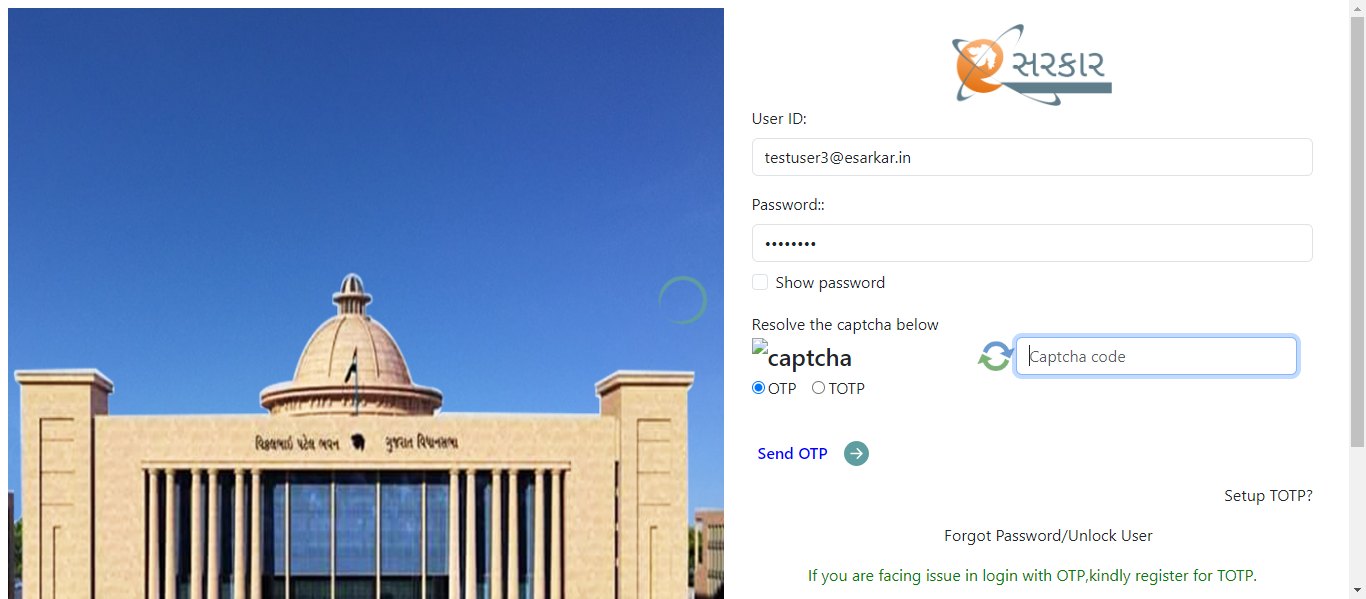 સરકાર
User ID:
testuser3@esarkar.in
Password::
••••••••
Show password
Resolve the captcha below
captcha
Captcha code
OTP TOTP
Send OTP
Setup TOTP?
Forgot Password/Unlock User
If you are facing issue in login with OTP,kindly register for TOTP.
વિઠ્ઠલભાઈ પટેલ ભવન ગુજરાત વિધાનસભા